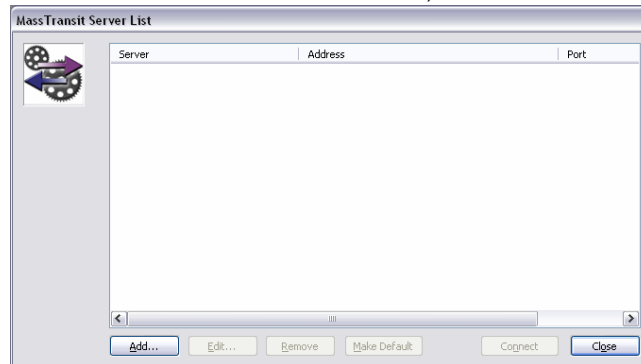 MassTransit Server List
Server Address Port
Add... Edit... Remove Make Default Connect Close